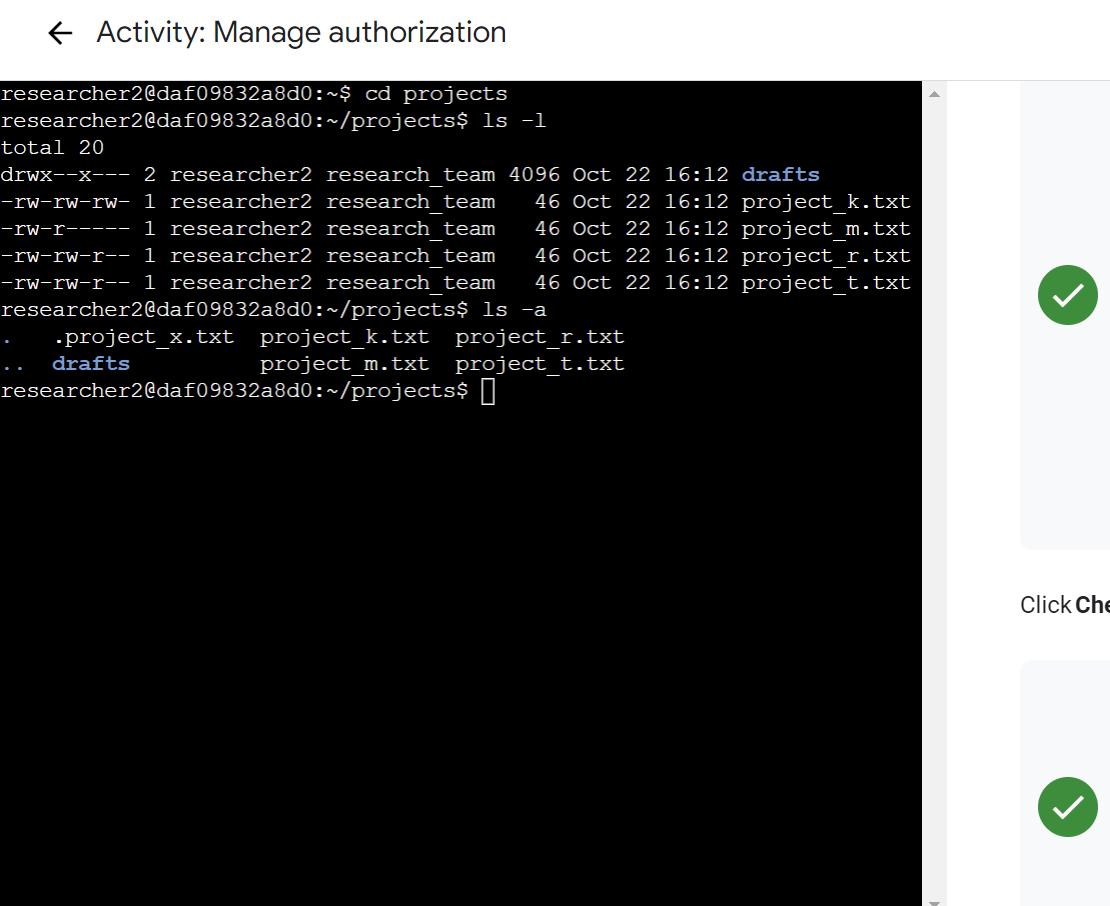 Activity: Manage authorization
researcher2@daf09832a8d0:~$ cd projects
researcher2@daf09832a8d0:~/projects$ ls -l
total 20
drwx--x--- 2 researcher2 research_team 4096 Oct 22 16:12 drafts
-rw-rw-rw- 1 researcher2 research_team   46 Oct 22 16:12 project_k.txt
-rw-r----- 1 researcher2 research_team   46 Oct 22 16:12 project_m.txt
-rw-rw-r-- 1 researcher2 research_team   46 Oct 22 16:12 project_r.txt
-rw-rw-r-- 1 researcher2 research_team   46 Oct 22 16:12 project_t.txt
researcher2@daf09832a8d0:~/projects$ ls -a
.   .project_x.txt  project_k.txt  project_r.txt
..  drafts          project_m.txt  project_t.txt
researcher2@daf09832a8d0:~/projects$
Click